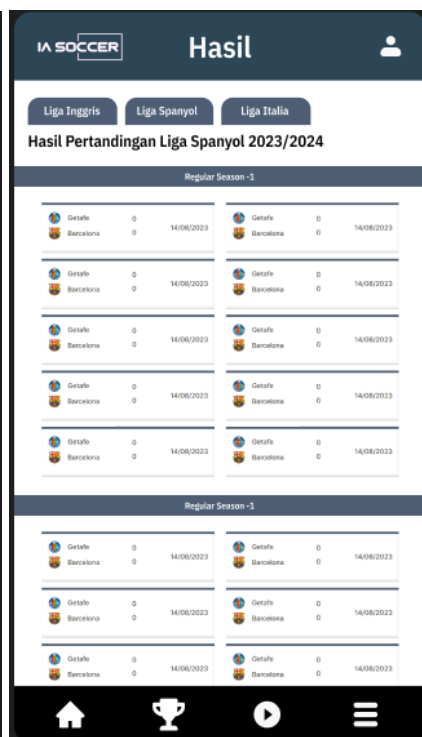 IA SOCCER Hasil
Liga Inggris Liga Spanyol Liga Italia
Hasil Pertandingan Liga Spanyol 2023/2024
Regular Season -1
Getafe 0 Getafe 0
14/08/2023 14/08/2023
Barcelona 0 Barcelona 0
Getafe 0 Getafe 0
14/08/2023 14/08/2023
Barcelona 0 Barcelona 0
Getafe 0 Getafe 0
14/08/2023 14/08/2023
Barcelona 0 Barcelona 0
Getafe 0 Getafe 0
14/08/2023 14/08/2023
Barcelona 0 Barcelona 0
Getafe 0 Getafe 0
14/08/2023 14/08/2023
Barcelona 0 Barcelona 0
Regular Season -1
Getafe 0 Getafe 0
14/08/2023 14/08/2023
Barcelona 0 Barcelona 0
Getafe 0 Getafe 0
14/08/2023 14/08/2023
Barcelona 0 Barcelona 0
Getafe 0 Getafe 0
14/08/2023 14/08/2023
Barcelona 0 Barcelona 0